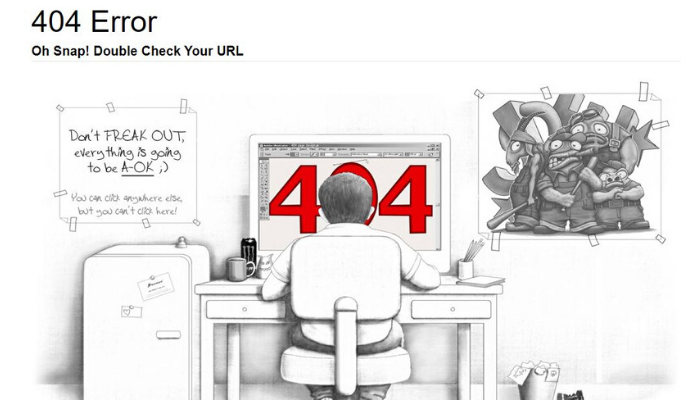 404 Error
Oh Snap! Double Check Your URL
Don't FREAK OUT,
everything is going
to be A-OK ;)
You can click anywhere else,
but you can't click here!
404